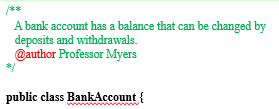 /**
A bank account has a balance that can be changed by
deposits and withdrawals.
@author Professor Myers
*/
public class BankAccount {